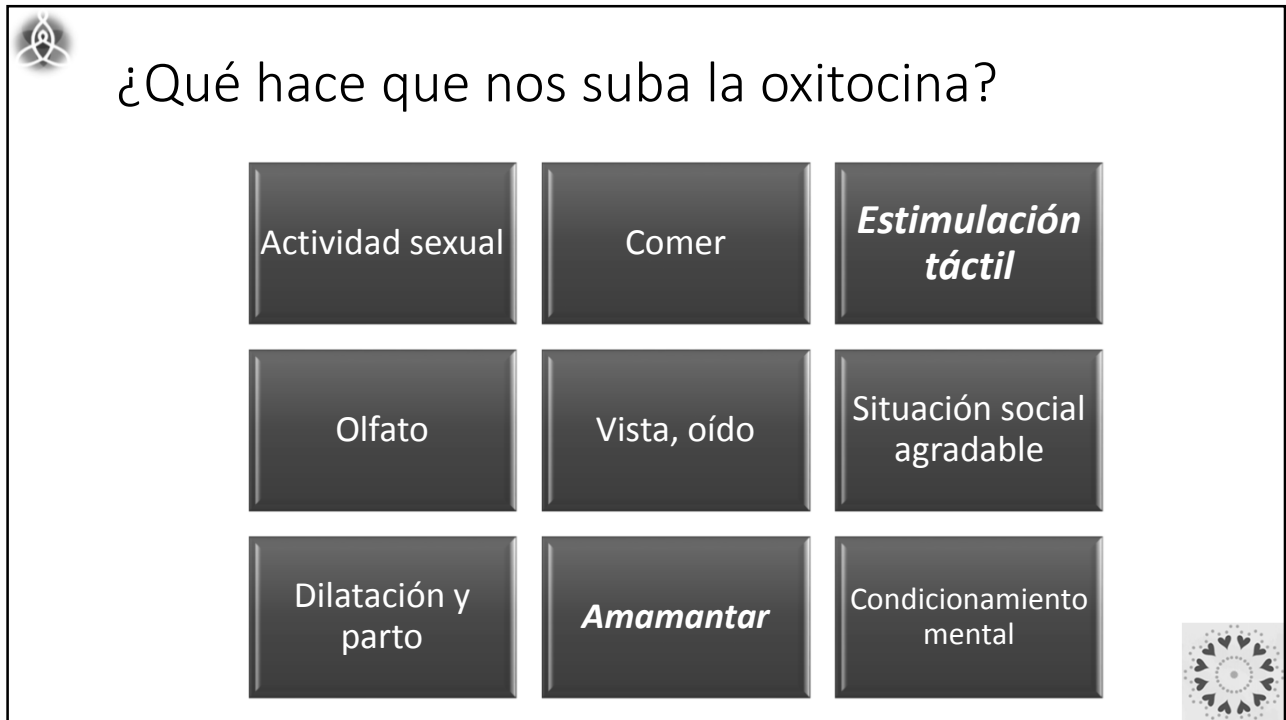 ¿Qué hace que nos suba la oxitocina?
Actividad sexual
Comer
Estimulación
táctil
Olfato
Vista, oído
Situación social
agradable
Dilatación y
parto
Amamantar
Condicionamiento
mental